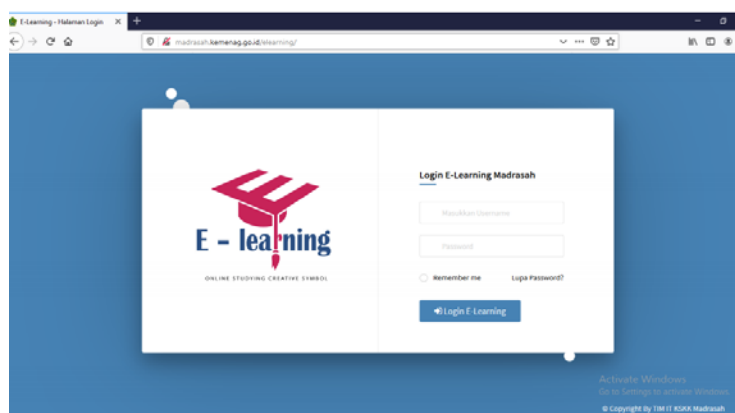 E-Learning - Halaman Login
madrasah.kemenag.go.id/elearning/
Login E-Learning Madrasah
Masukkan Username
Password
Remember me Lupa Password?
Login E-Learning
E - learning
ONLINE STUDYING CREATIVE SYMBOL
Activate Windows
Go to Settings to activate Windows.
© Copyright By TIM IT KSKK Madrasah